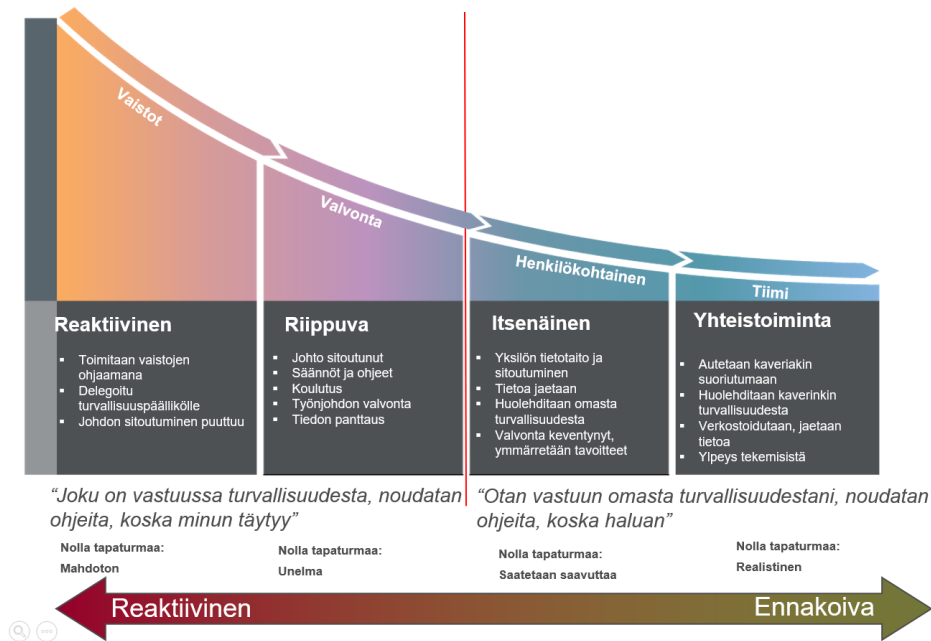 Vaistot
Valvonta
Henkilökohtainen
Tiimi
Reaktiivinen
▪ Toimitaan vaistojen
ohjaamana
▪ Delegoitu
turvallisuuspäällikölle
▪ Johdon sitoutuminen puuttuu
Riippuva
▪ Johto sitoutunut
▪ Säännöt ja ohjeet
▪ Koulutus
▪ Työnjohdon valvonta
▪ Tiedon panttaus
Itsenäinen
▪ Yksilön tietotaito ja
sitoutuminen
▪ Tietoa jaetaan
▪ Huolehditaan omasta
turvallisuudesta
▪ Valvonta keventynyt,
ymmärretään tavoitteet
Yhteistoiminta
▪ Autetaan kaveriakin
suoriutumaan
▪ Huolehditaan kaverinkin
turvallisuudesta
▪ Verkostoidutaan, jaetaan
tietoa
▪ Ylpeys tekemisistä
“Joku on vastuussa turvallisuudesta, noudatan
ohjeita, koska minun täytyy”
“Otan vastuun omasta turvallisuudestani, noudatan
ohjeita, koska haluan”
Nolla tapaturmaa:
Mahdoton
Nolla tapaturmaa:
Unelma
Nolla tapaturmaa:
Saatetaan saavuttaa
Nolla tapaturmaa:
Realistinen
Reaktiivinen
Ennakoiva